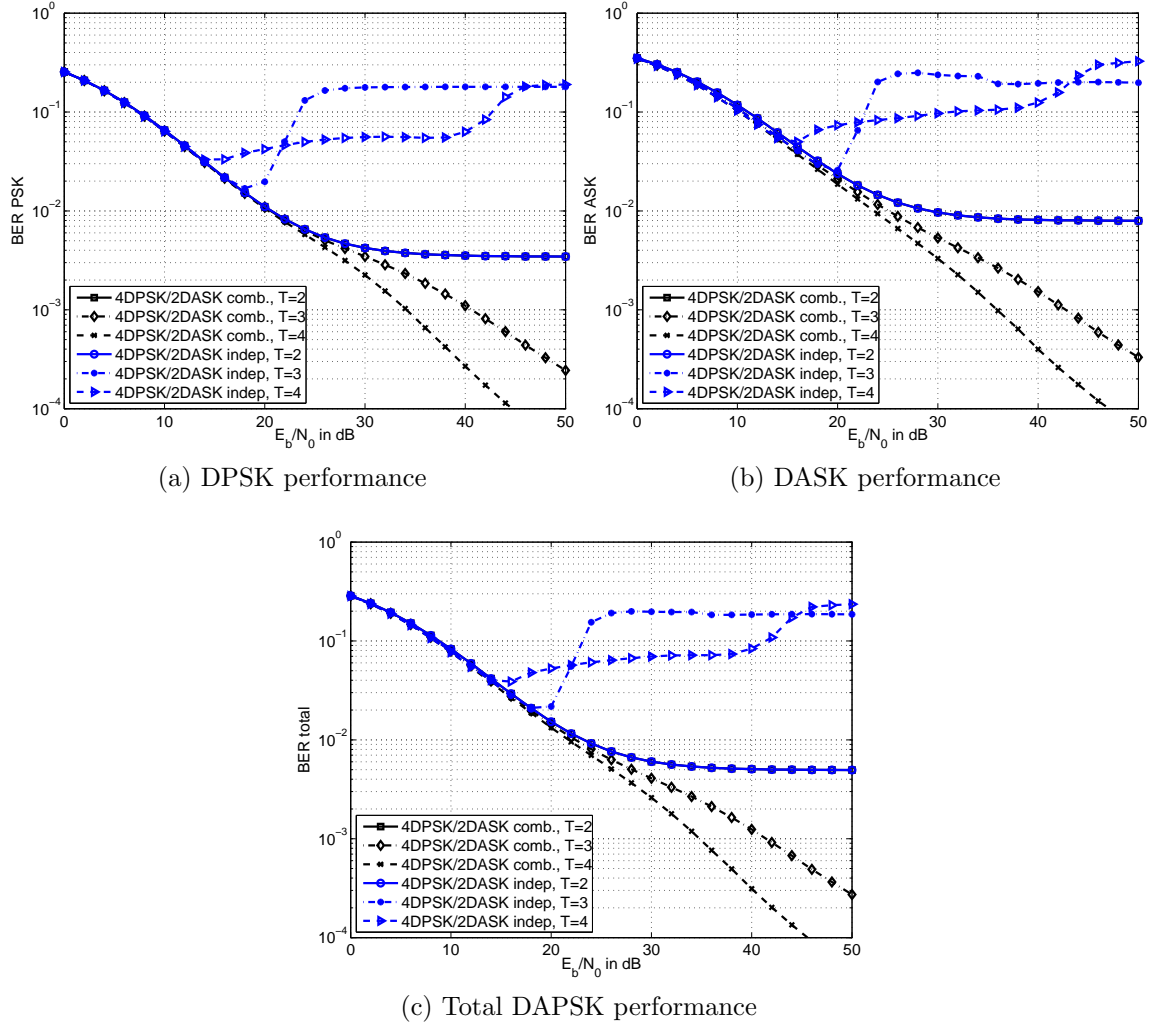 10^0
10^-1
10^-2
10^-3
10^-4
BER PSK
4DPSK/2DASK comb., T=2
4DPSK/2DASK comb., T=3
4DPSK/2DASK comb., T=4
4DPSK/2DASK indep, T=2
4DPSK/2DASK indep, T=3
4DPSK/2DASK indep, T=4
0 10 20 30 40 50
E_b/N_0 in dB
(a) DPSK performance
10^0
10^-1
10^-2
10^-3
10^-4
BER ASK
4DPSK/2DASK comb., T=2
4DPSK/2DASK comb., T=3
4DPSK/2DASK comb., T=4
4DPSK/2DASK indep, T=2
4DPSK/2DASK indep, T=3
4DPSK/2DASK indep, T=4
0 10 20 30 40 50
E_b/N_0 in dB
(b) DASK performance
10^0
10^-1
10^-2
10^-3
10^-4
BER total
4DPSK/2DASK comb., T=2
4DPSK/2DASK comb., T=3
4DPSK/2DASK comb., T=4
4DPSK/2DASK indep, T=2
4DPSK/2DASK indep, T=3
4DPSK/2DASK indep, T=4
0 10 20 30 40 50
E_b/N_0 in dB
(c) Total DAPSK performance